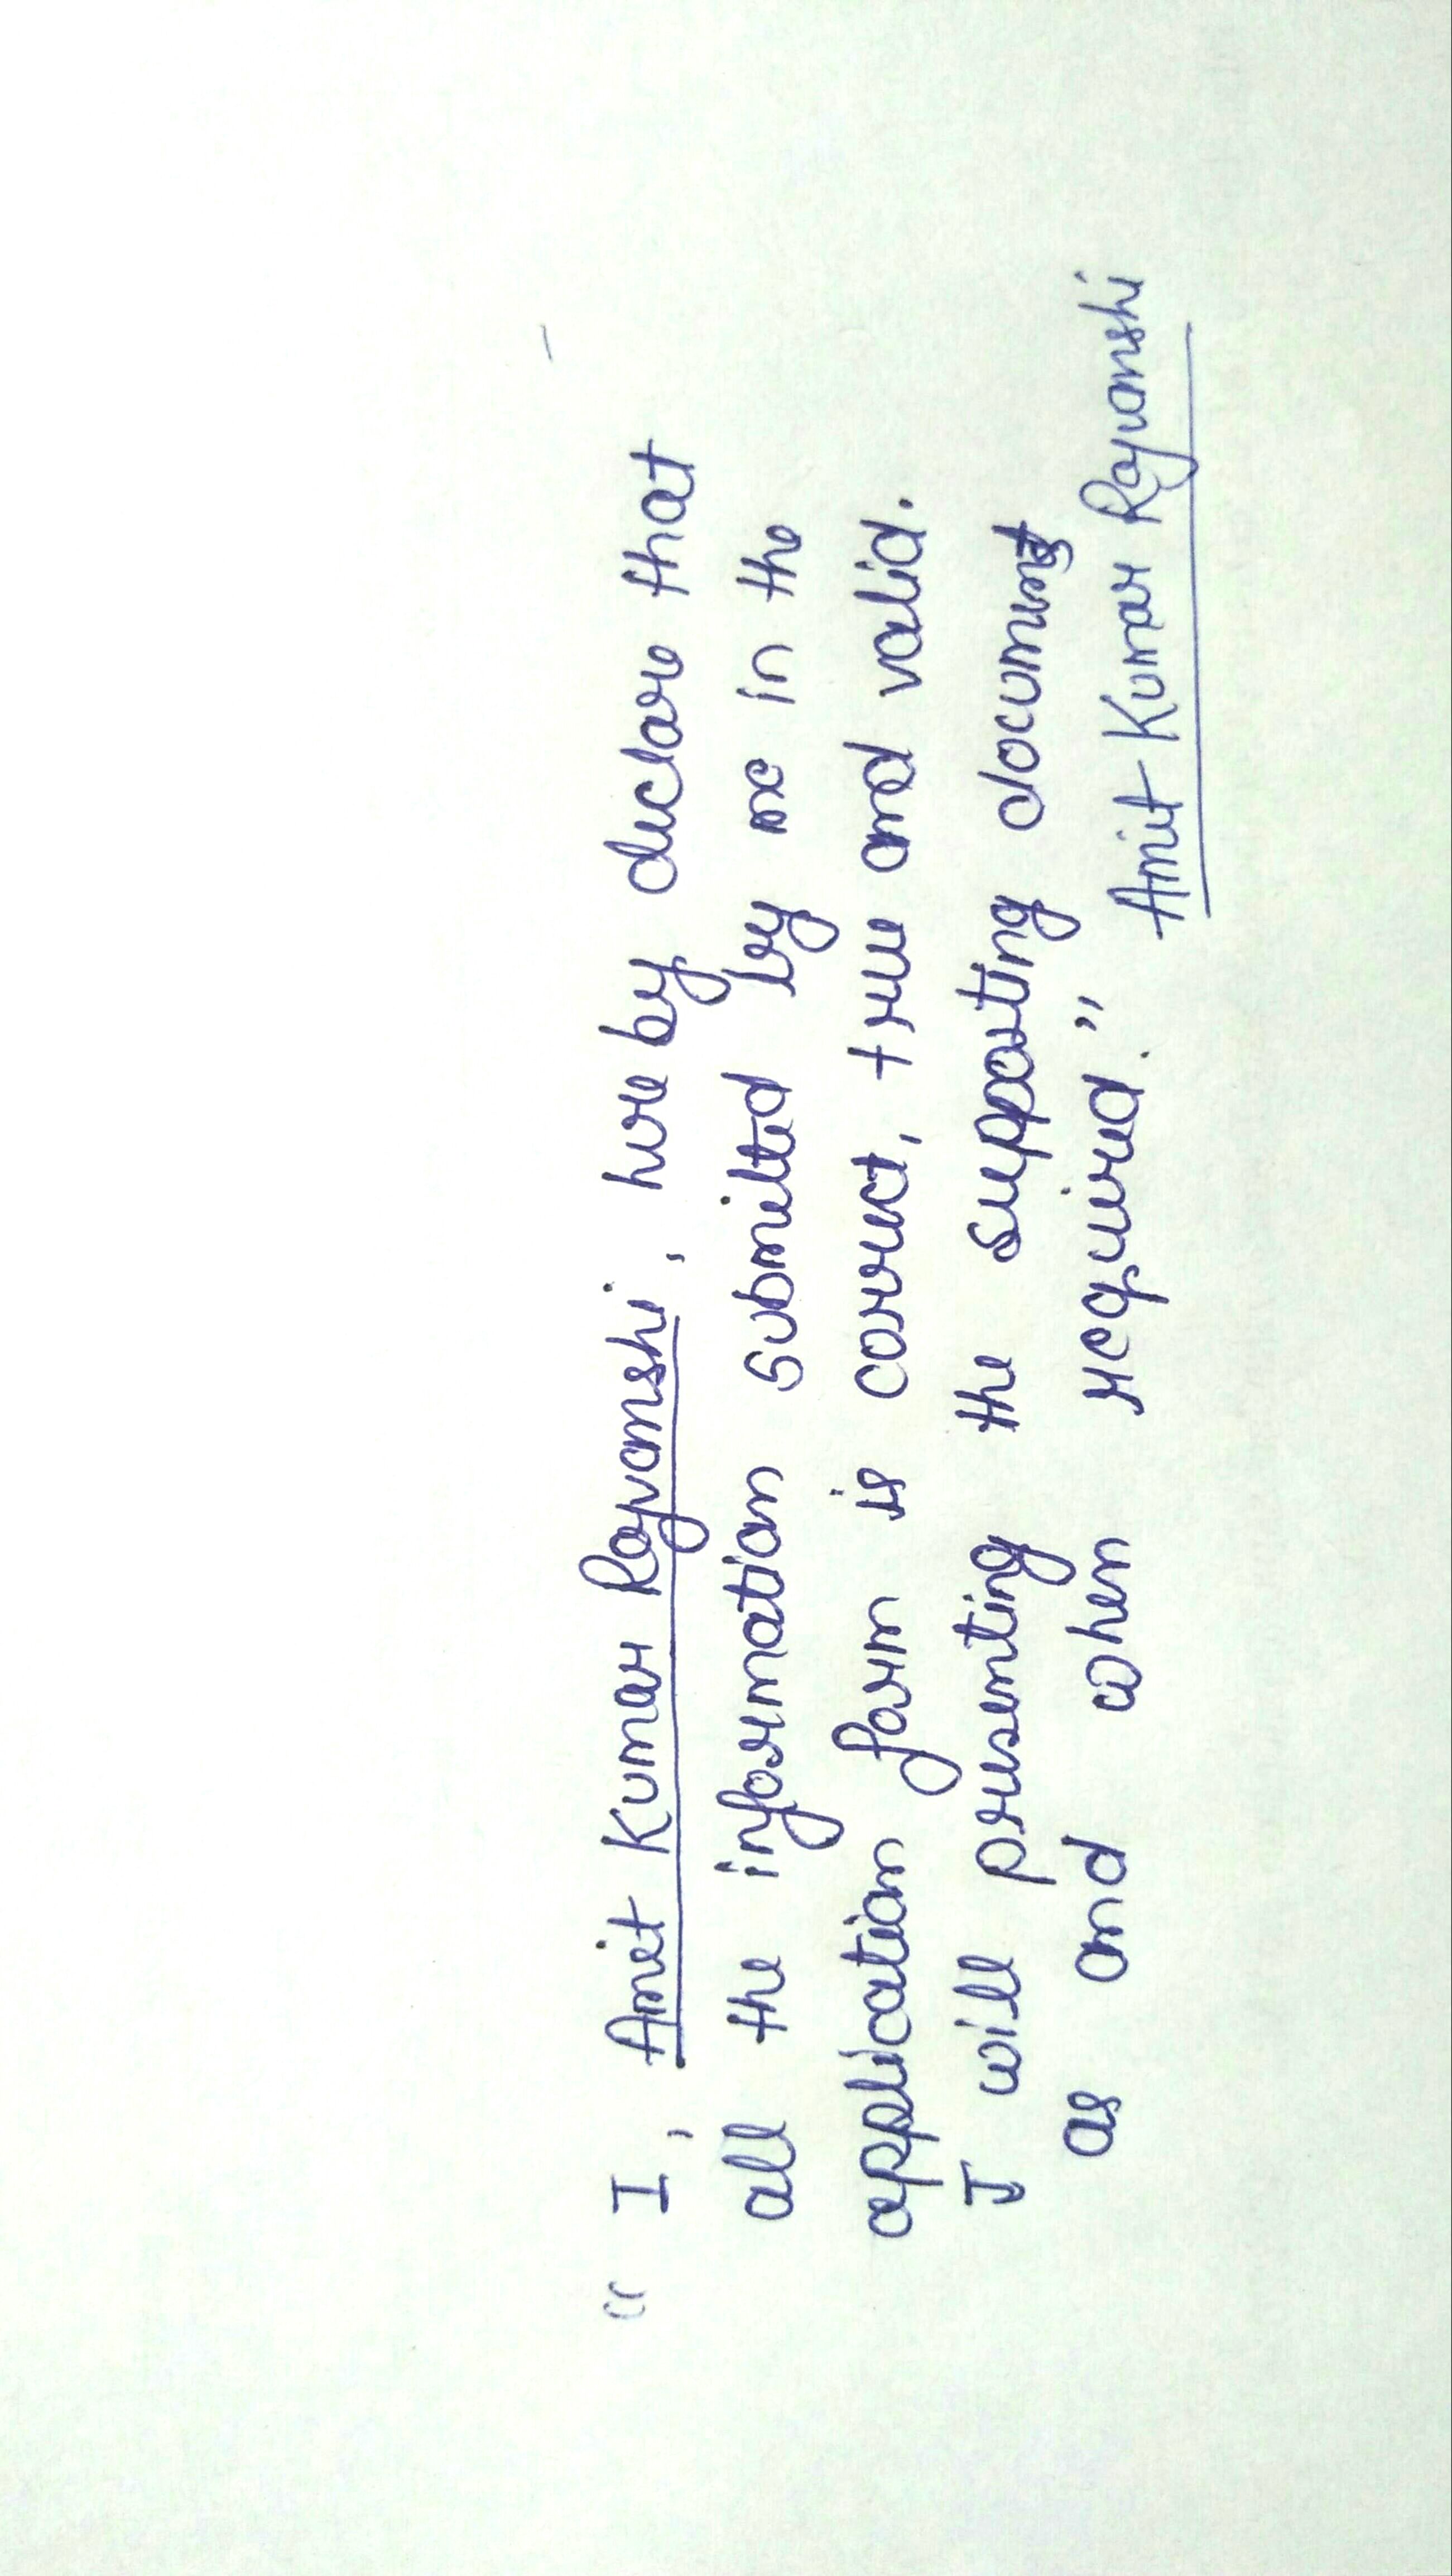 “ I, Amit Kumar Rajvanshi, here by declare that
all the information submitted by me in the
application form is correct, true and valid.
I will presenting the supporting documents
as and when required.”
Amit Kumar Rajvanshi